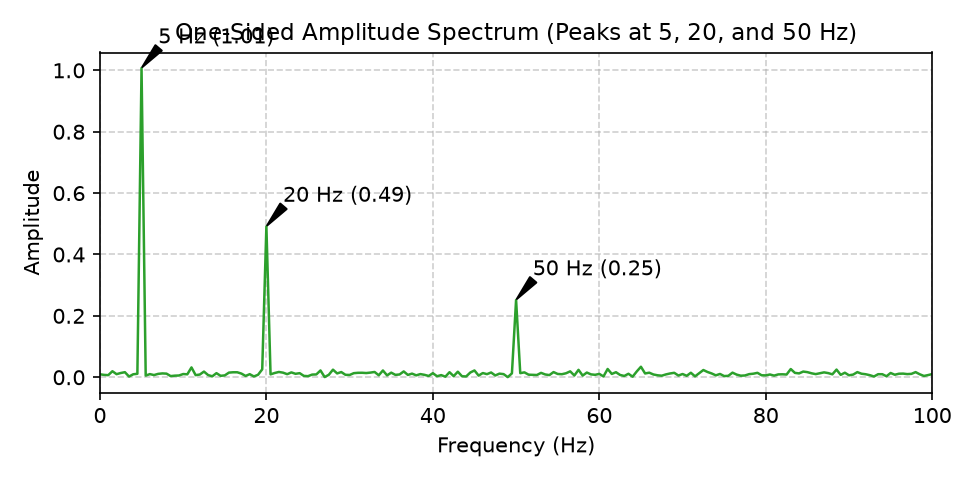 One-Sided Amplitude Spectrum (Peaks at 5, 20, and 50 Hz)
5 Hz (1.01)
20 Hz (0.49)
50 Hz (0.25)
Amplitude
1.0
0.8
0.6
0.4
0.2
0.0
0 20 40 60 80 100
Frequency (Hz)